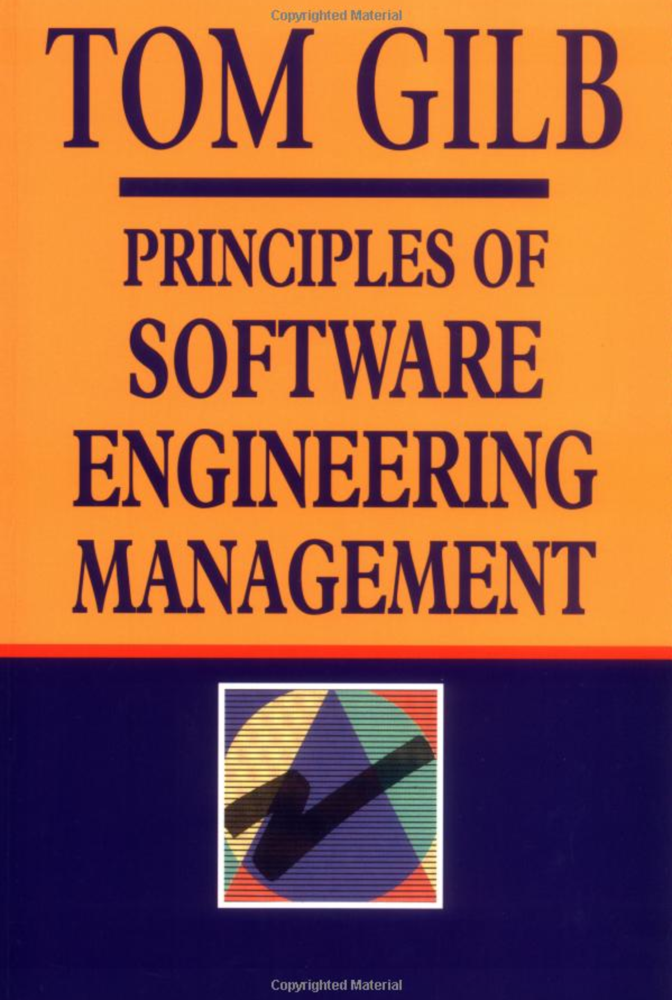 Copyrighted Material
TOM GILB
PRINCIPLES OF
SOFTWARE
ENGINEERING
MANAGEMENT
Copyrighted Material